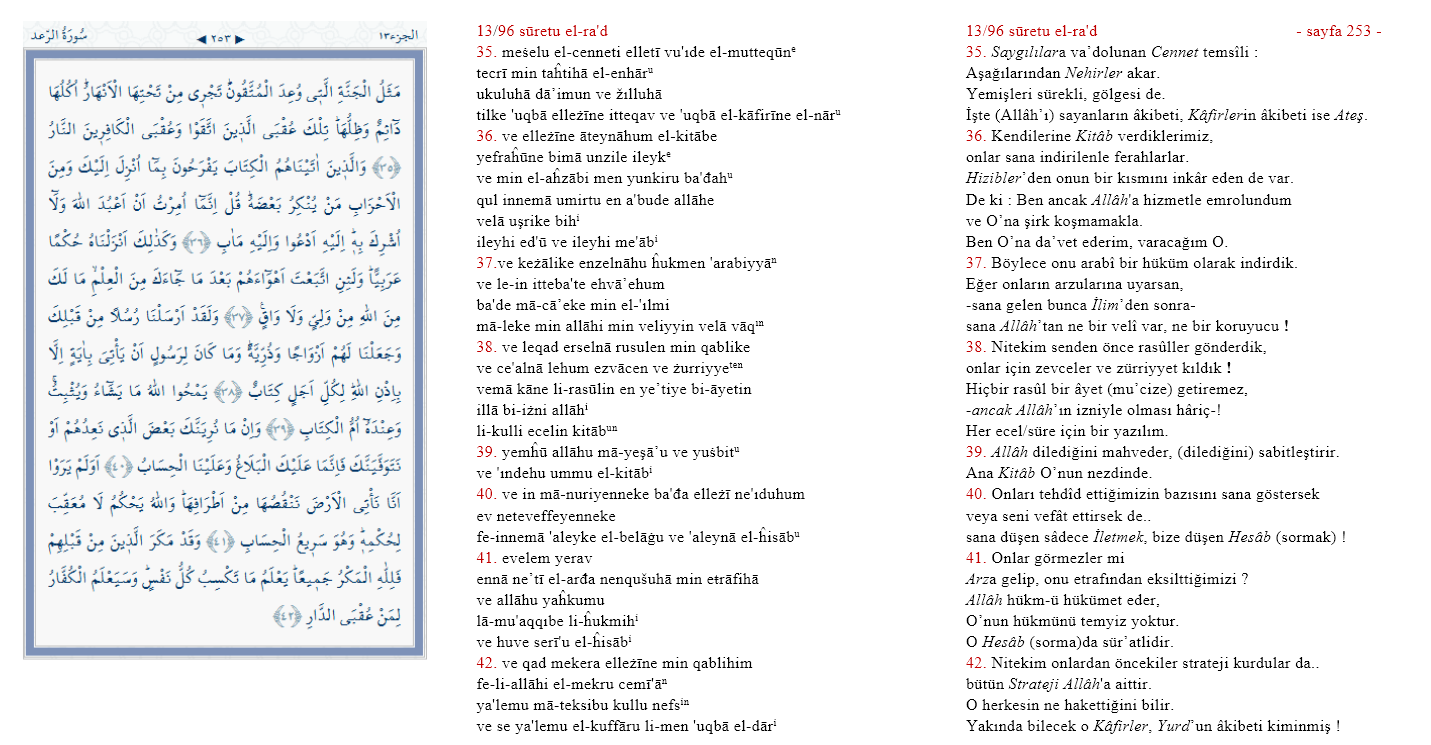 سُورَةُ الرَّعد ◄ ٢٥٣ ► الجزء ١٣
مَثَلُ الْجَنَّةِ الَّتٖي وُعِدَ الْمُتَّقُونَؕ تَجْرٖي مِنْ تَحْتِهَا الْاَنْهَارُؕ اُكُلُهَا
دَٓائِمٌ وَظِلُّهَاؕ تِلْكَ عُقْبَى الَّذٖينَ اتَّقَوْا وَعُقْبَى الْكَافِرٖينَ النَّارُ
﴿٣٥﴾ وَالَّذٖينَ اٰتَيْنَاهُمُ الْكِتَابَ يَفْرَحُونَ بِمَٓا اُنْزِلَ اِلَيْكَ وَمِنَ
الْاَحْزَابِ مَنْ يُنْكِرُ بَعْضَهُؕ قُلْ اِنَّمَٓا اُمِرْتُ اَنْ اَعْبُدَ اللّٰهَ وَلَٓا
اُشْرِكَ بِهٖؕ اِلَيْهِ اَدْعُوا وَاِلَيْهِ مَاٰبِ ﴿٣٦﴾ وَكَذٰلِكَ اَنْزَلْنَاهُ حُكْمًا
عَرَبِيًّاؕ وَلَئِنِ اتَّبَعْتَ اَهْوَٓاءَهُمْ بَعْدَ مَا جَٓاءَكَ مِنَ الْعِلْمِۙ مَا لَكَ
مِنَ اللّٰهِ مِنْ وَلِيٍّ وَلَا وَاقٍࣖ ﴿٣٧﴾ وَلَقَدْ اَرْسَلْنَا رُسُلًا مِنْ قَبْلِكَ
وَجَعَلْنَا لَهُمْ اَزْوَاجًا وَذُرِّيَّةًؕ وَمَا كَانَ لِرَسُولٍ اَنْ يَأْتِيَ بِاٰيَةٍ اِلَّا
بِاِذْنِ اللّٰهِؕ لِكُلِّ اَجَلٍ كِتَابٌ ﴿٣٨﴾ يَمْحُوا اللّٰهُ مَا يَشَٓاءُ وَيُثْبِتُۚ
وَعِنْدَهُٓ اُمُّ الْكِتَابِ ﴿٣٩﴾ وَاِنْ مَا نُرِيَنَّكَ بَعْضَ الَّذٖي نَعِدُهُمْ اَوْ
نَتَوَفَّيَنَّكَ فَاِنَّمَا عَلَيْكَ الْبَلَاغُ وَعَلَيْنَا الْحِسَابُ ﴿٤٠﴾ اَوَلَمْ يَرَوْا
اَنَّا نَأْتِي الْاَرْضَ نَنْقُصُهَا مِنْ اَطْرَافِهَاؕ وَاللّٰهُ يَحْكُمُ لَا مُعَقِّبَ
لِحُكْمِهٖؕ وَهُوَ سَرٖيعُ الْحِسَابِ ﴿٤١﴾ وَقَدْ مَكَرَ الَّذٖينَ مِنْ قَبْلِهِمْ
فَلِلّٰهِ الْمَكْرُ جَمٖيعًاؕ يَعْلَمُ مَا تَكْسِبُ كُلُّ نَفْسٍؕ وَسَيَعْلَمُ الْكُفَّارُ
لِمَنْ عُقْبَى الدَّارِ ﴿٤٢﴾
13/96 sūretu el-ra'd
35. meṡelu el-cenneti elletī vu'ıde el-mutteqūnᵉ
tecrī min taĥtihā el-enhārᵘ
ukuluhā dā’imun ve žılluhā
tilke 'uqbā elležīne itteqav ve 'uqbā el-kāfirīne el-nārᵘ
36. ve elležīne āteynāhum el-kitābe
yefraĥūne bimā unzile ileykᵉ
ve min el-aĥzābi men yunkiru ba'đahᵘ
qul innemā umirtu en a'bude allāhe
velā uşrike bihⁱ
ileyhi ed'ū ve ileyhi me'ābⁱ
37.ve keżālike enzelnāhu ĥukmen 'arabiyyāⁿ
ve le-in itteba'te ehvā’ehum
ba'de mā-cā’eke min el-'ılmi
mā-leke min allāhi min veliyyin velā vāqᶦⁿ
38. ve leqad erselnā rusulen min qablike
ve ce'alnā lehum ezvācen ve żurriyyeᵗᵉⁿ
vemā kāne li-rasūlin en ye’tiye bi-āyetin
illā bi-iżni allāhⁱ
li-kulli ecelin kitābᵘⁿ
39. yemĥū allāhu mā-yeşā’u ve yuṡbitᵘ
ve 'ındehu ummu el-kitābⁱ
40. ve in mā-nuriyenneke ba'đa elležī ne'ıduhum
ev neteveffeyenneke
fe-innemā 'aleyke el-belāġu ve 'aleynā el-ĥisābᵘ
41. evelem yerav
ennā ne’tī el-arđa nenquŝuhā min etrāfihā
ve allāhu yaĥkumu
lā-mu'aqqıbe li-ĥukmihⁱ
ve huve serī'u el-ĥisābⁱ
42. ve qad mekera elležīne min qablihim
fe-li-allāhi el-mekru cemī'āⁿ
ya'lemu mā-teksibu kullu nefsⁱⁿ
ve se ya'lemu el-kuffāru li-men 'uqbā el-dārⁱ
13/96 sūretu el-ra'd - sayfa 253 -
35. Saygılılara va’dolunan Cennet temsîli :
Aşağılarından Nehirler akar.
Yemişleri sürekli, gölgesi de.
İşte (Allâh’ı) sayanların âkibeti, Kâfirlerin âkibeti ise Ateş.
36. Kendilerine Kitâb verdiklerimiz,
onlar sana indirilenle ferahlarlar.
Hizibler’den onun bir kısmını inkâr eden de var.
De ki : Ben ancak Allâh'a hizmetle emrolundum
ve O’na şirk koşmamakla.
Ben O’na da’vet ederim, varacağım O.
37. Böylece onu arabî bir hüküm olarak indirdik.
Eğer onların arzularına uyarsan,
-sana gelen bunca İlim’den sonra-
sana Allâh’tan ne bir velî var, ne bir koruyucu !
38. Nitekim senden önce rasûller gönderdik,
onlar için zevceler ve zürriyyet kıldık !
Hiçbir rasûl bir âyet (mu’cize) getiremez,
-ancak Allâh’ın izniyle olması hâriç-!
Her ecel/süre için bir yazılım.
39. Allâh dilediğini mahveder, (dilediğini) sabitleştirir.
Ana Kitâb O’nun nezdinde.
40. Onları tehdîd ettiğimizin bazısını sana göstersek
veya seni vefât ettirsek de..
sana düşen sâdece İletmek, bize düşen Hesâb (sormak) !
41. Onlar görmezler mi
Arza gelip, onu etrafından eksilttiğimizi ?
Allâh hükm-ü hükümet eder,
O’nun hükmünü temyiz yoktur.
O Hesâb (sorma)da sür’atlidir.
42. Nitekim onlardan öncekiler strateji kurdular da..
bütün Strateji Allâh'a aittir.
O herkesin ne hakettiğini bilir.
Yakında bilecek o Kâfirler, Yurd’un âkibeti kiminmiş !